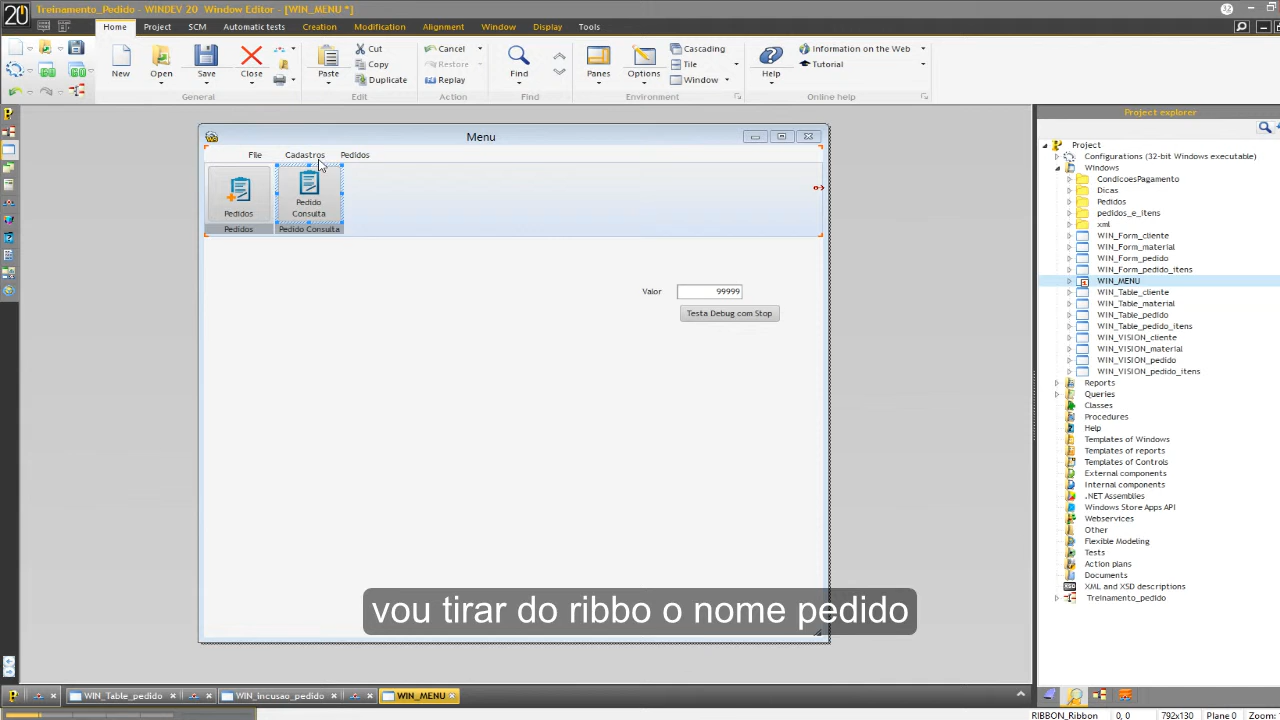 20
Treinamento_Pedido - WINDEV 20 Window Editor - [WIN_MENU *]
32
Home Project SCM Automatic tests Creation Modification Alignment Window Display Tools
New Open Save Close
General
Paste
Cut
Copy
Duplicate
Edit
Cancel
Restore
Replay
Action
Find
Find
Panes Options
Cascading
Tile
Window
Environment
Help
Information on the Web
Tutorial
Online help
Menu
File Cadastros Pedidos
Pedidos
Pedido
Consulta
Pedidos Pedido Consulta
Valor 99999
Testa Debug com Stop
Project explorer
Project
Configurations (32-bit Windows executable)
Windows
CondicoesPagamento
Dicas
Pedidos
pedidos_e_itens
xml
WIN_Form_cliente
WIN_Form_material
WIN_Form_pedido
WIN_Form_pedido_itens
WIN_MENU
WIN_Table_cliente
WIN_Table_material
WIN_Table_pedido
WIN_Table_pedido_itens
WIN_VISION_cliente
WIN_VISION_material
WIN_VISION_pedido
WIN_VISION_pedido_itens
Reports
Queries
Classes
Procedures
Help
Templates of Windows
Templates of reports
Templates of Controls
External components
Internal components
.NET Assemblies
Windows Store Apps API
Webservices
Other
Flexible Modeling
Tests
Action plans
Documents
XML and XSD descriptions
Treinamento_pedido
vou tirar do ribbo o nome pedido
WIN_Table_pedido WIN_incusao_pedido WIN_MENU
RIBBON_Ribbon 0, 0 792x130 Plane 0 Zoom: